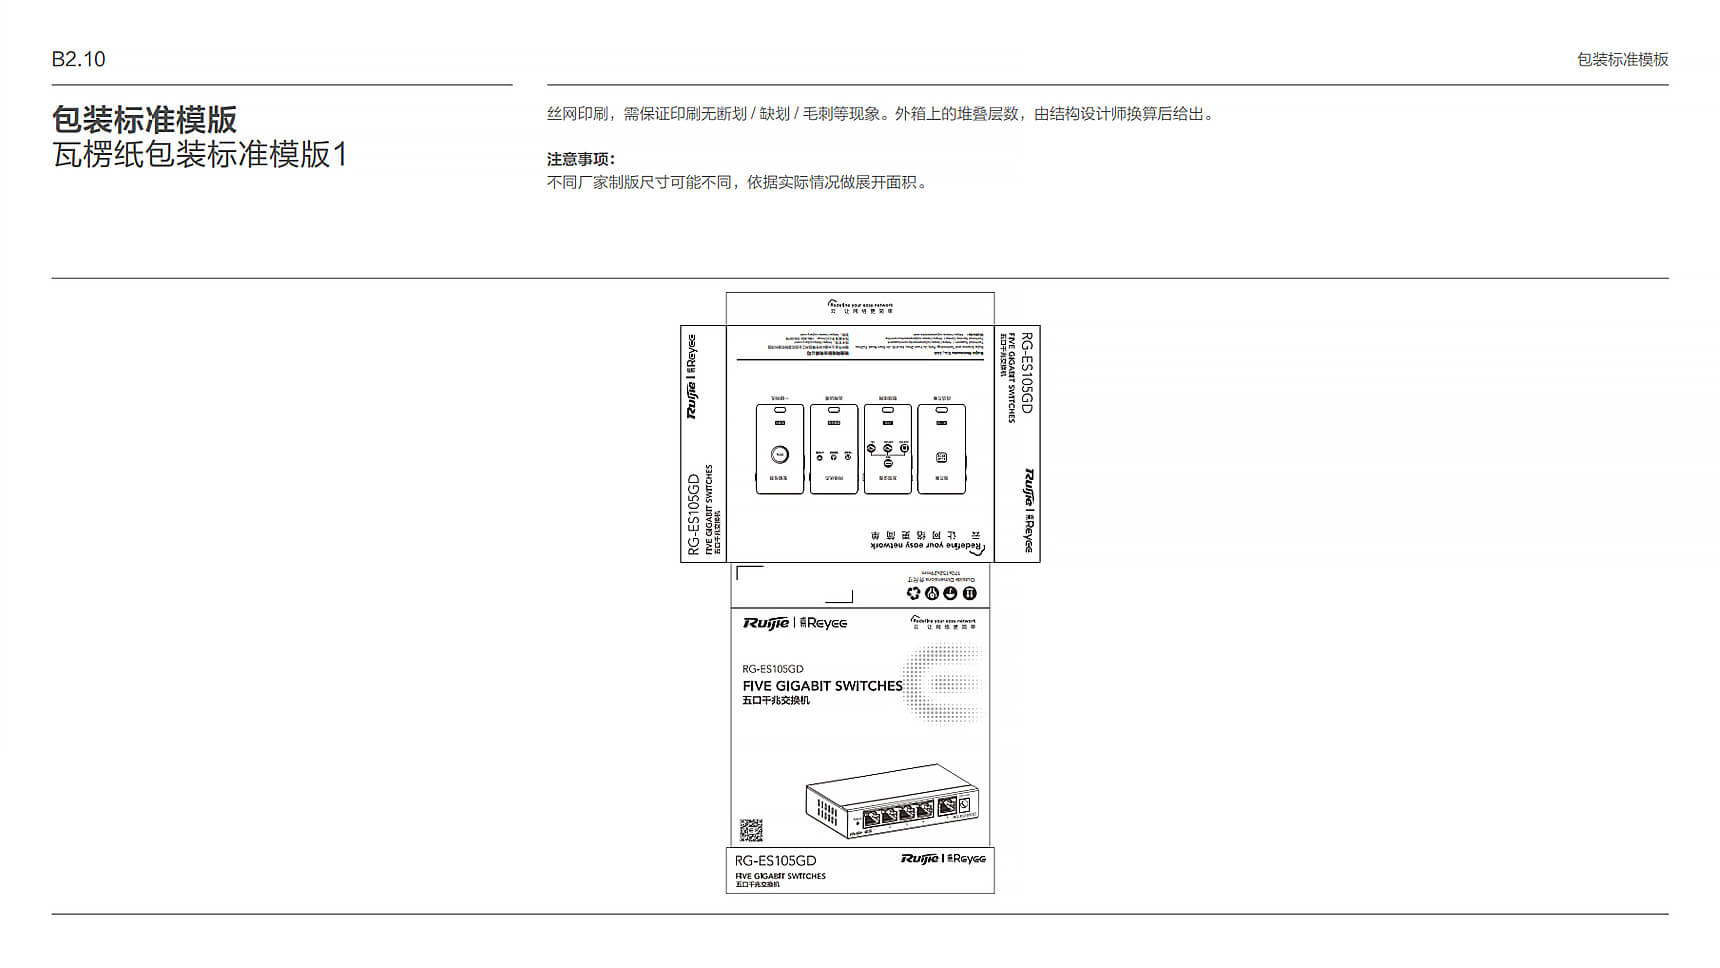 B2.10
包装标准模板
包装标准模版
瓦楞纸包装标准模版1
丝网印刷，需保证印刷无断划 / 缺划 / 毛刺等现象。外箱上的堆叠层数，由结构设计师换算后给出。
注意事项：
不同厂家制版尺寸可能不同，依据实际情况做展开面积。
Redefine your easy network
云 让网络更简单
Ruijie | 睿易Reyee
RG-ES105GD
FIVE GIGABIT SWITCHES
五口千兆交换机
RG-ES105GD
FIVE GIGABIT SWITCHES
五口千兆交换机
Ruijie | 睿易Reyee
云 让网络更简单
Redefine your easy network
Outside Dimensions 外尺寸
Ruijie | 睿易Reyee
Redefine your easy network
云 让网络更简单
RG-ES105GD
FIVE GIGABIT SWITCHES
五口千兆交换机
RG-ES105GD
Ruijie | 睿易Reyee
FIVE GIGABIT SWITCHES
五口千兆交换机